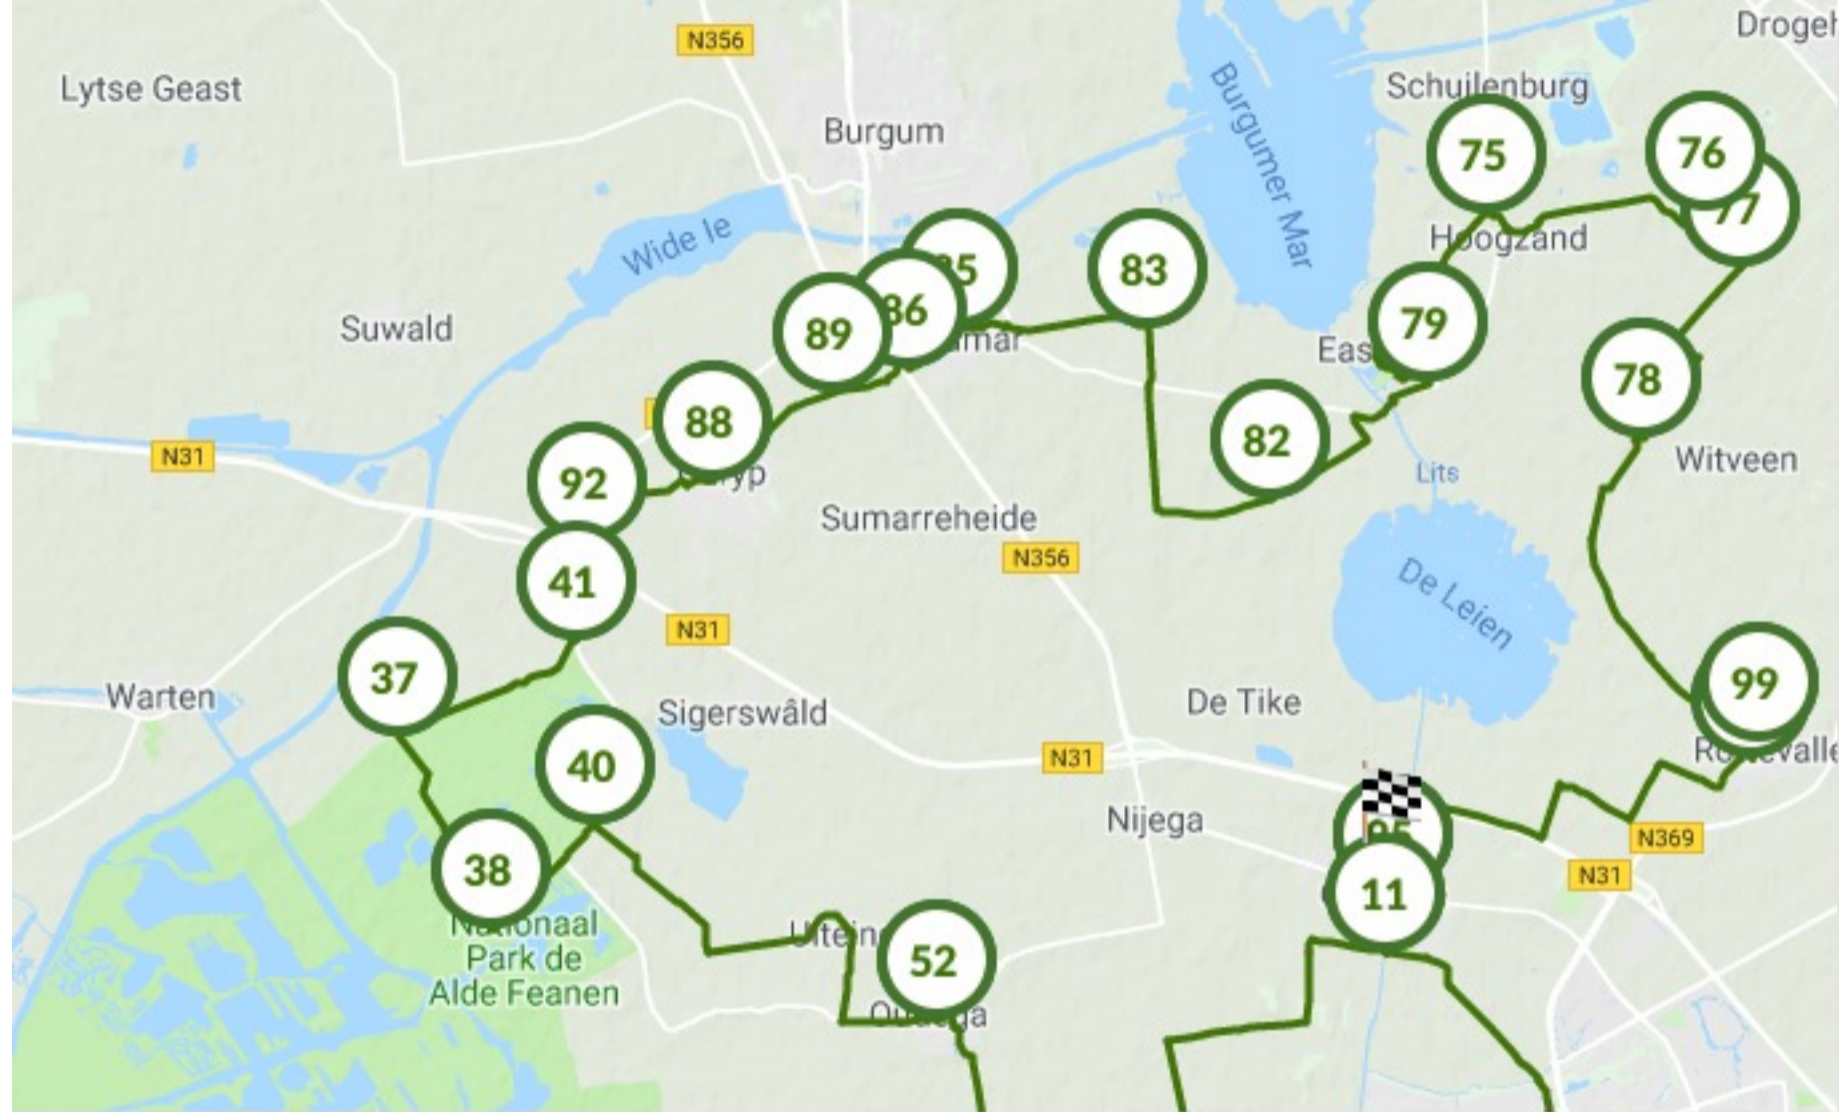 N356
Drogeh
Lytse Geast
Schuilenburg
Burgum
Burgumer Mar
75
76
77
Wide Ie
Hoogzand
83
86
89
79
Suwald
78
88
82
N31
92
Witveen
Lits
Sumarreheide
N356
41
De Leien
N31
37
99
Warten
Sigerswâld
De Tike
40
N31
Nijega
N369
38
11
N31
Nationaal
Park de
Alde Feanen
52